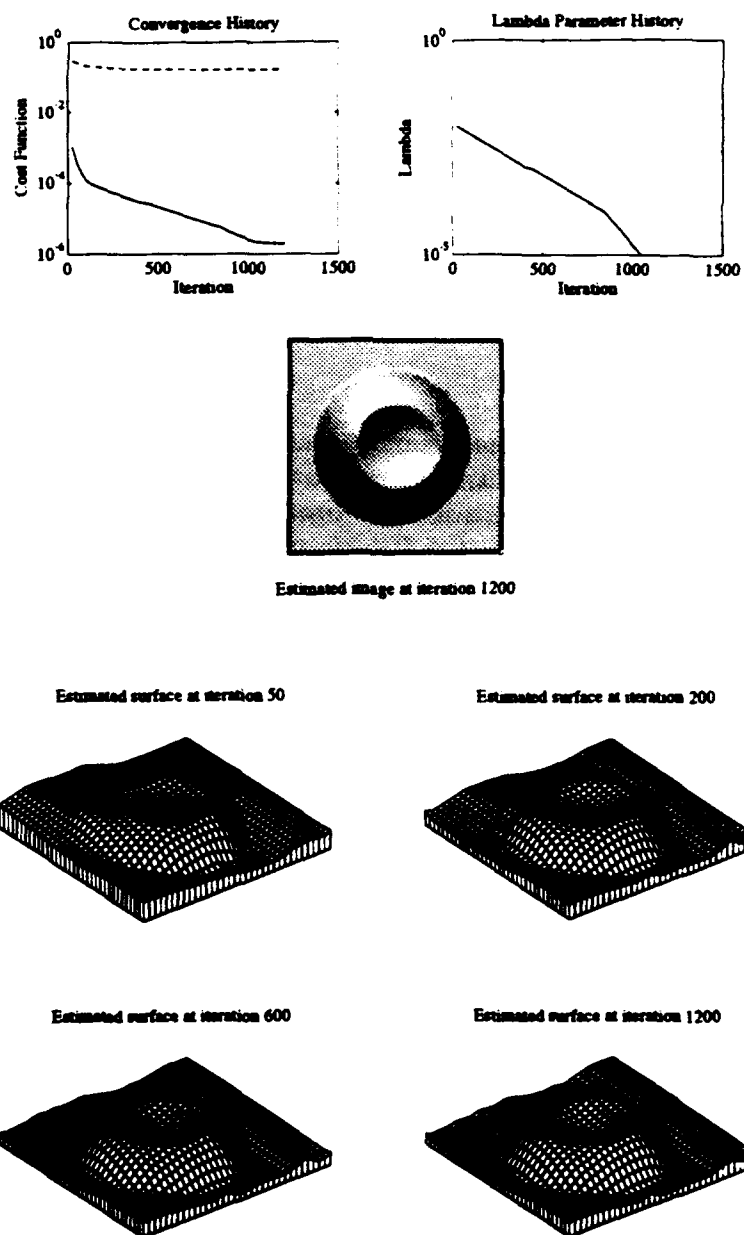 Convergence History
10^0
10^-2
10^-4
10^-6
Cost Function
0 500 1000 1500
Iteration
Lambda Parameter History
10^0
10^-5
Lambda
0 500 1000 1500
Iteration
Estimated image at iteration 1200
Estimated surface at iteration 50
Estimated surface at iteration 200
Estimated surface at iteration 600
Estimated surface at iteration 1200